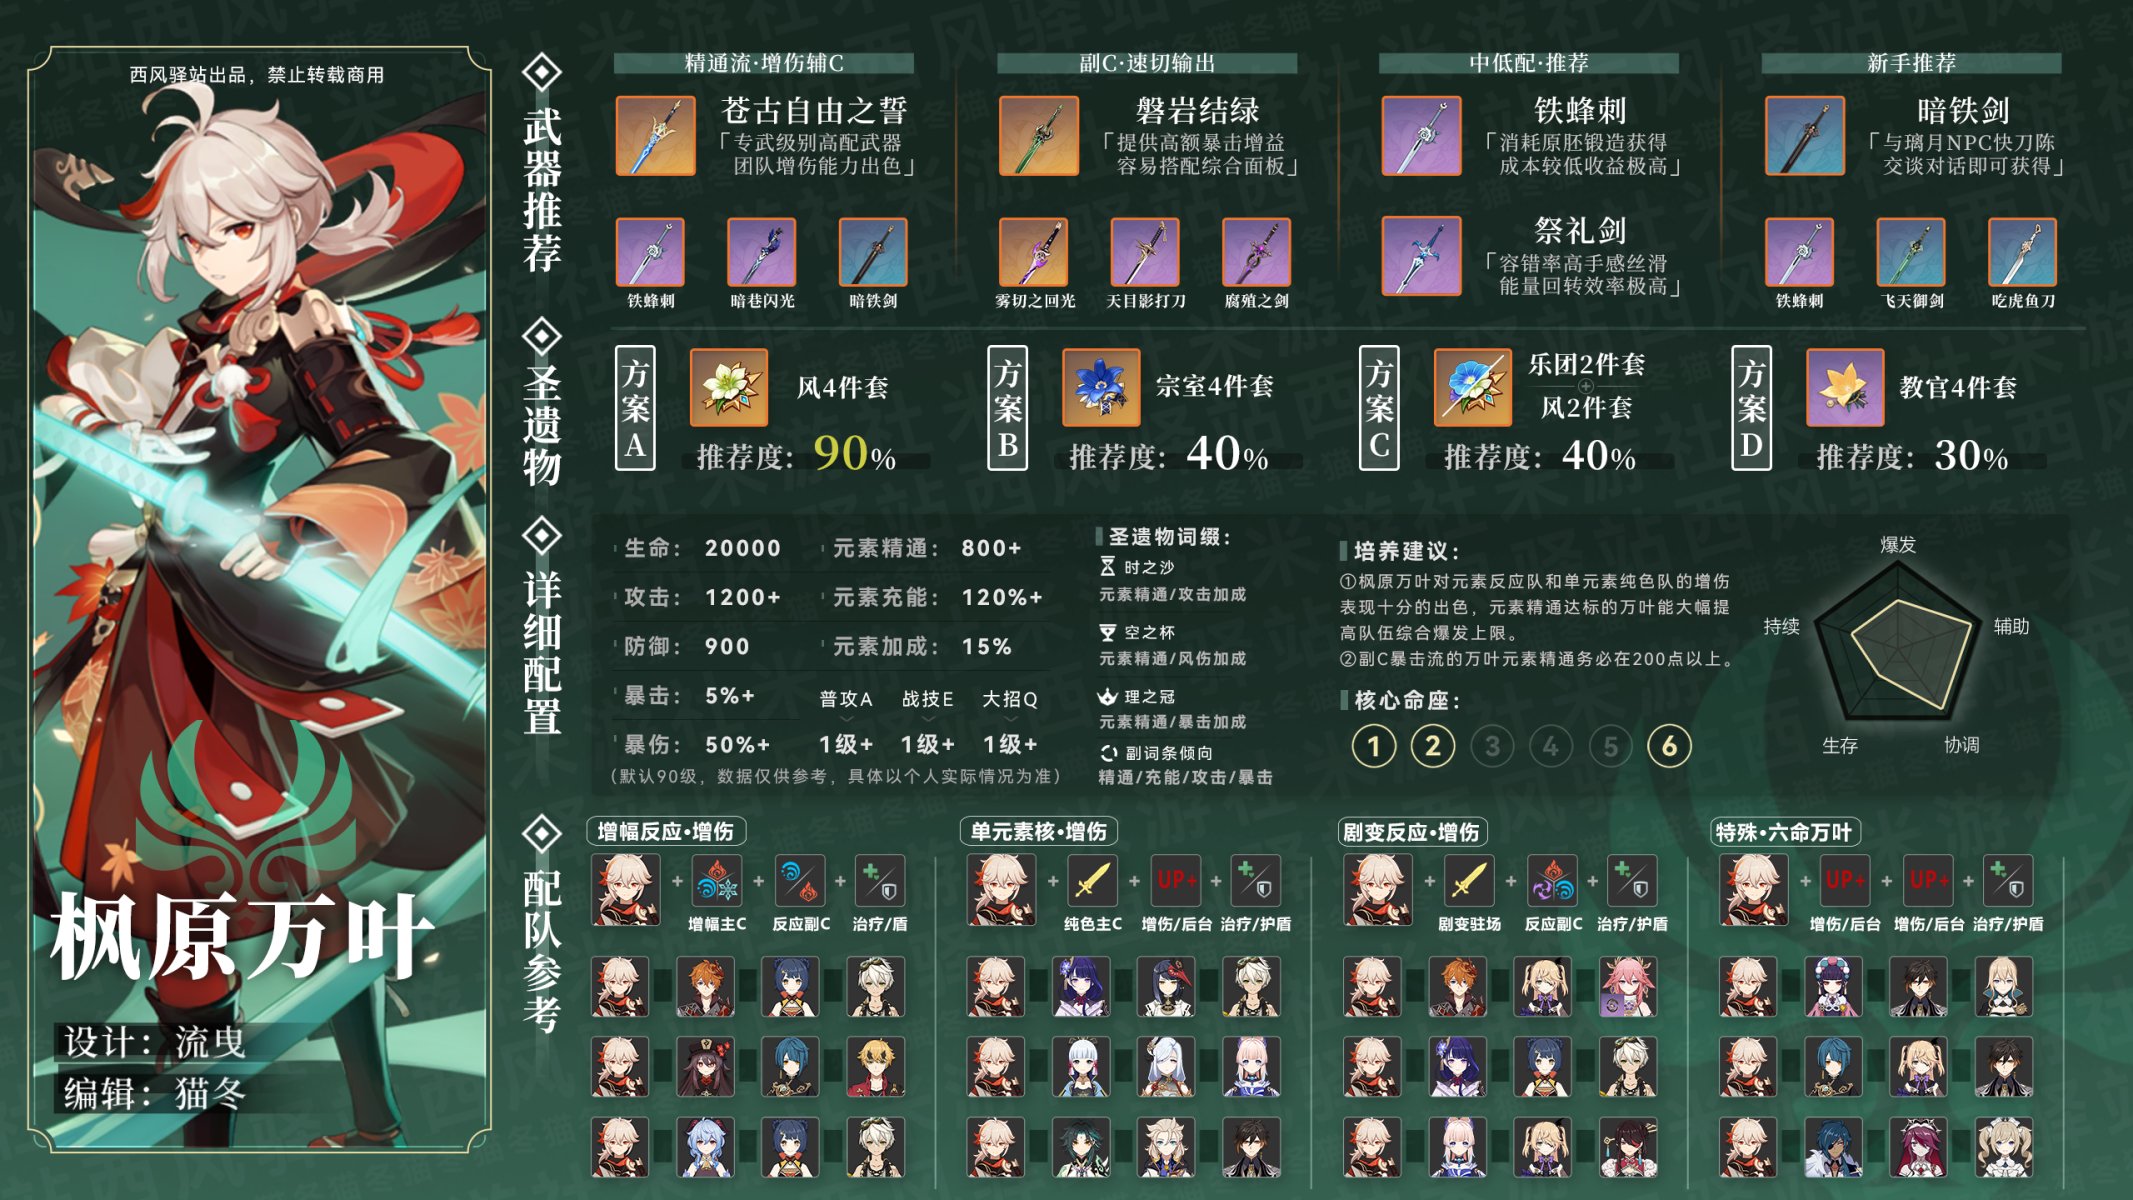 西风驿站出品，禁止转载商用
枫原万叶
设计：流曳
编辑：猫冬
武器推荐
精通流·增伤辅C
苍古自由之誓
「专武级别高配武器
团队增伤能力出色」
铁蜂刺 暗巷闪光 暗铁剑
副C·速切输出
磐岩结绿
「提供高额暴击增益
容易搭配综合面板」
雾切之回光 天目影打刀 腐殖之剑
中低配·推荐
铁蜂刺
「消耗原胚锻造获得
成本较低收益极高」
祭礼剑
「容错率高手感丝滑
能量回转效率极高」
新手推荐
暗铁剑
「与璃月NPC快刀陈
交谈对话即可获得」
铁蜂刺 飞天御剑 吃虎鱼刀
圣遗物
方案A
风4件套
推荐度：90%
方案B
宗室4件套
推荐度：40%
方案C
乐团2件套
+
风2件套
推荐度：40%
方案D
教官4件套
推荐度：30%
详细配置
生命： 20000 元素精通： 800+
攻击： 1200+ 元素充能： 120%+
防御： 900 元素加成： 15%
暴击： 5%+ 普攻A 战技E 大招Q
暴伤： 50%+ 1级+ 1级+ 1级+
（默认90级，数据仅供参考，具体以个人实际情况为准）
圣遗物词缀：
时之沙
元素精通/攻击加成
空之杯
元素精通/风伤加成
理之冠
元素精通/暴击加成
副词条倾向
精通/充能/攻击/暴击
培养建议：
①枫原万叶对元素反应队和单元素纯色队的增伤
表现十分的出色，元素精通达标的万叶能大幅提
高队伍综合爆发上限。
②副C暴击流的万叶元素精通务必在200点以上。
核心命座：
1 2 3 4 5 6
爆发
持续 辅助
生存 协调
配队参考
增幅反应·增伤
+ + +
增幅主C 反应副C 治疗/盾
单元素核·增伤
+ + UP+ +
纯色主C 增伤/后台 治疗/护盾
剧变反应·增伤
+ + +
剧变驻场 反应副C 治疗/护盾
特殊·六命万叶
+ UP+ + UP+ +
增伤/后台 增伤/后台 治疗/护盾